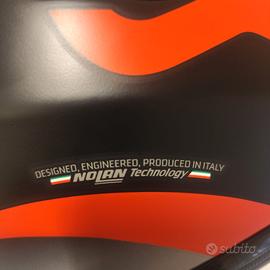 DESIGNED, ENGINEERED, PRODUCED IN ITALY
NOLAN Technology
subito